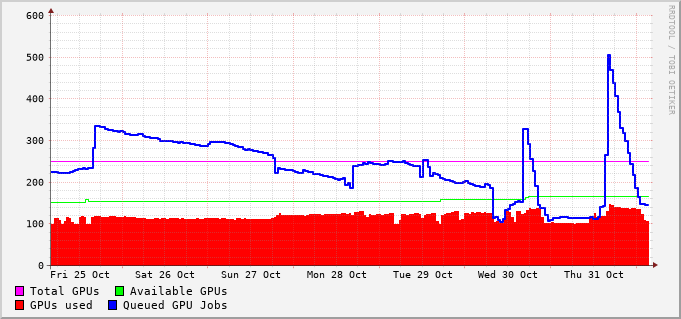 600
500
400
300
200
100
0
Fri 25 Oct Sat 26 Oct Sun 27 Oct Mon 28 Oct Tue 29 Oct Wed 30 Oct Thu 31 Oct
Total GPUs Available GPUs
GPUs used Queued GPU Jobs
RRDTOOL / TOBI OETIKER